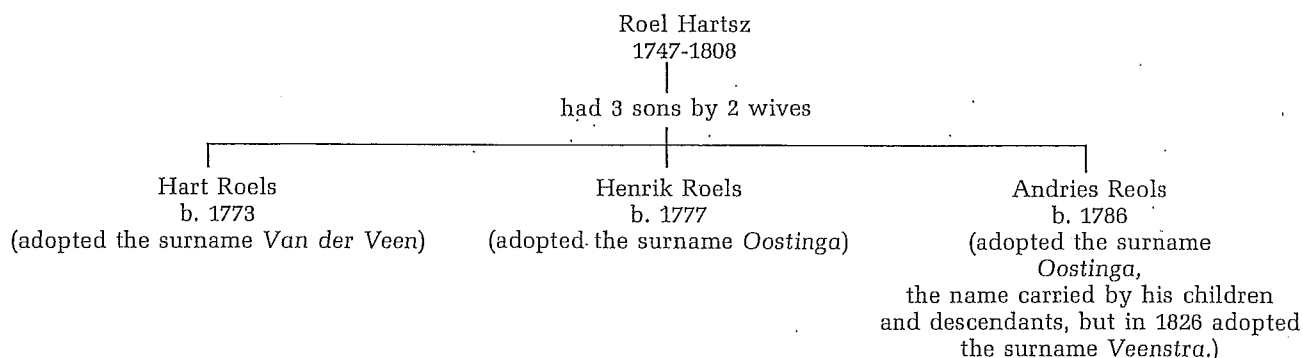 Roel Hartsz
1747-1808
had 3 sons by 2 wives
Hart Roels
b. 1773
(adopted the surname Van der Veen)
Henrik Roels
b. 1777
(adopted the surname Oostinga)
Andries Reols
b. 1786
(adopted the surname
Oostinga,
the name carried by his children
and descendants, but in 1826 adopted
the surname Veenstra.)